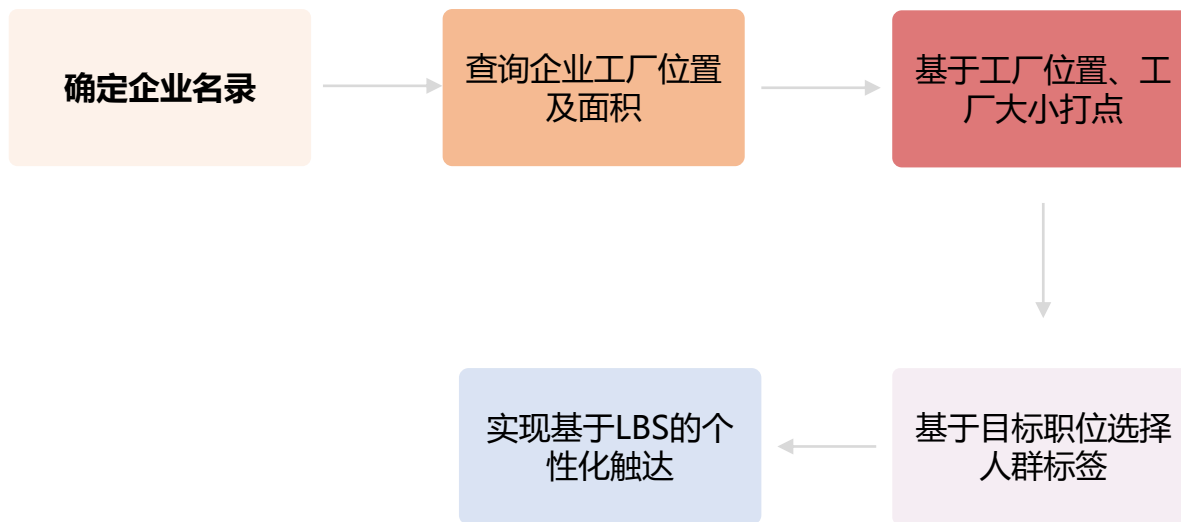 确定企业名录
查询企业工厂位置
及面积
基于工厂位置、工
厂大小打点
实现基于LBS的个
性化触达
基于目标职位选择
人群标签